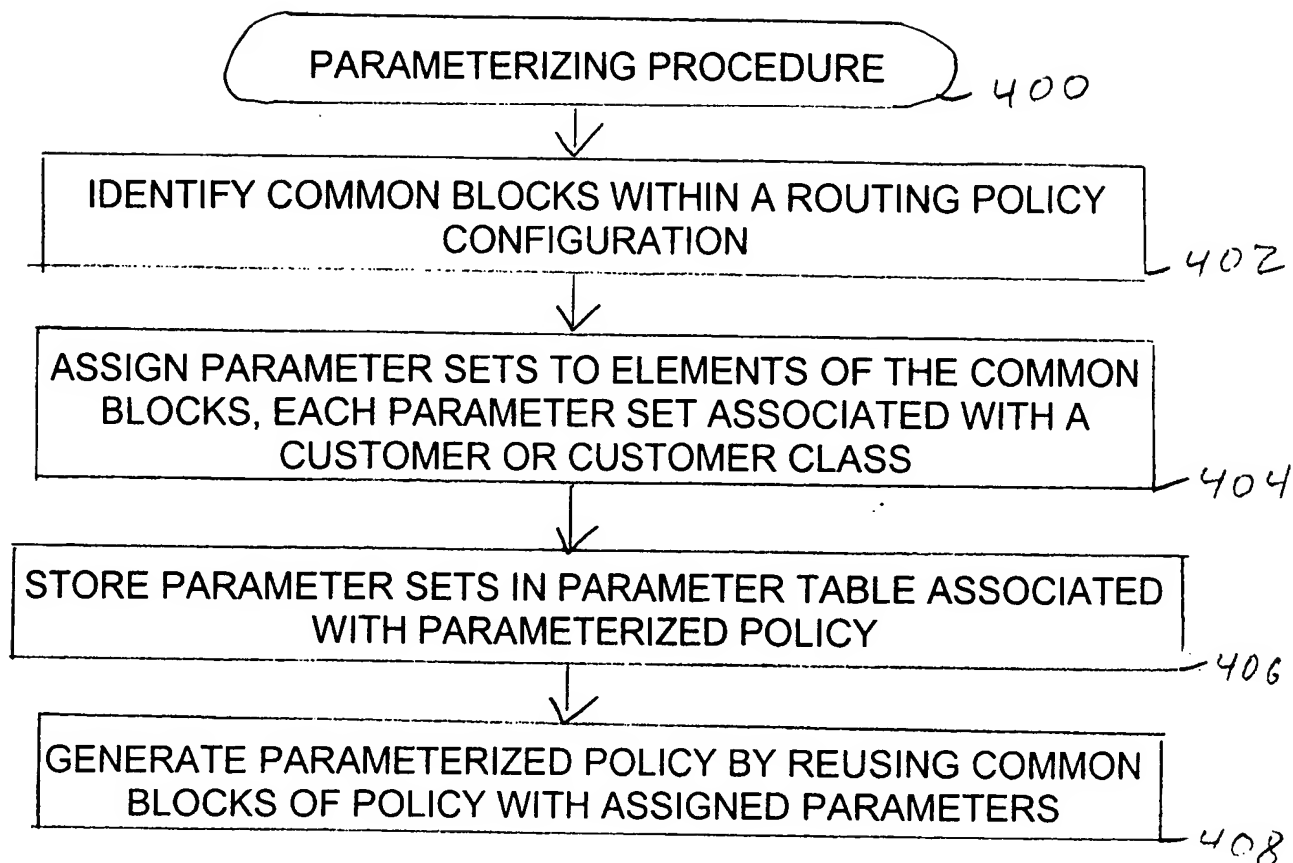 PARAMETERIZING PROCEDURE
400
IDENTIFY COMMON BLOCKS WITHIN A ROUTING POLICY
CONFIGURATION
402
ASSIGN PARAMETER SETS TO ELEMENTS OF THE COMMON
BLOCKS, EACH PARAMETER SET ASSOCIATED WITH A
CUSTOMER OR CUSTOMER CLASS
404
STORE PARAMETER SETS IN PARAMETER TABLE ASSOCIATED
WITH PARAMETERIZED POLICY
406
GENERATE PARAMETERIZED POLICY BY REUSING COMMON
BLOCKS OF POLICY WITH ASSIGNED PARAMETERS
408